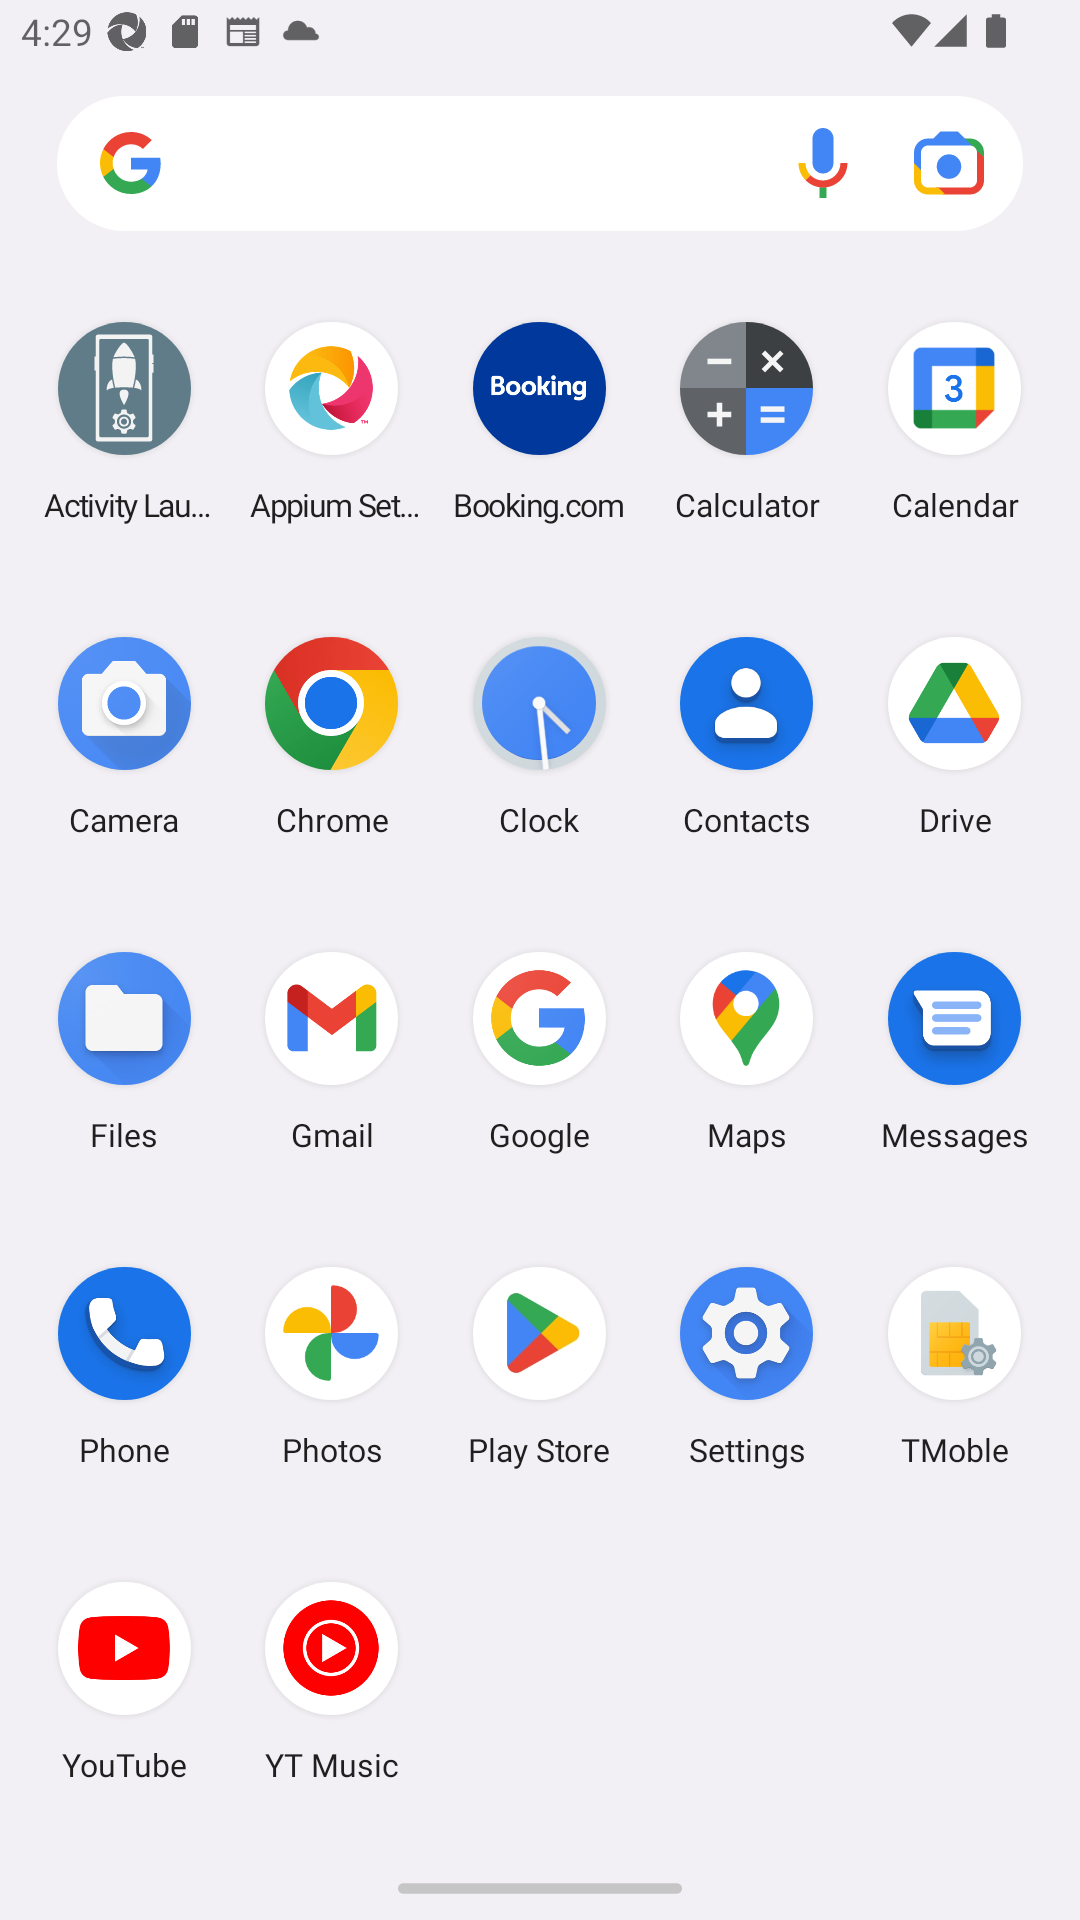 4:29
Booking
3
Activity Lau...
Appium Set...
Booking.com
Calculator
Calendar
Camera
Chrome
Clock
Contacts
Drive
Files
Gmail
Google
Maps
Messages
Phone
Photos
Play Store
Settings
TMoble
YouTube
YT Music